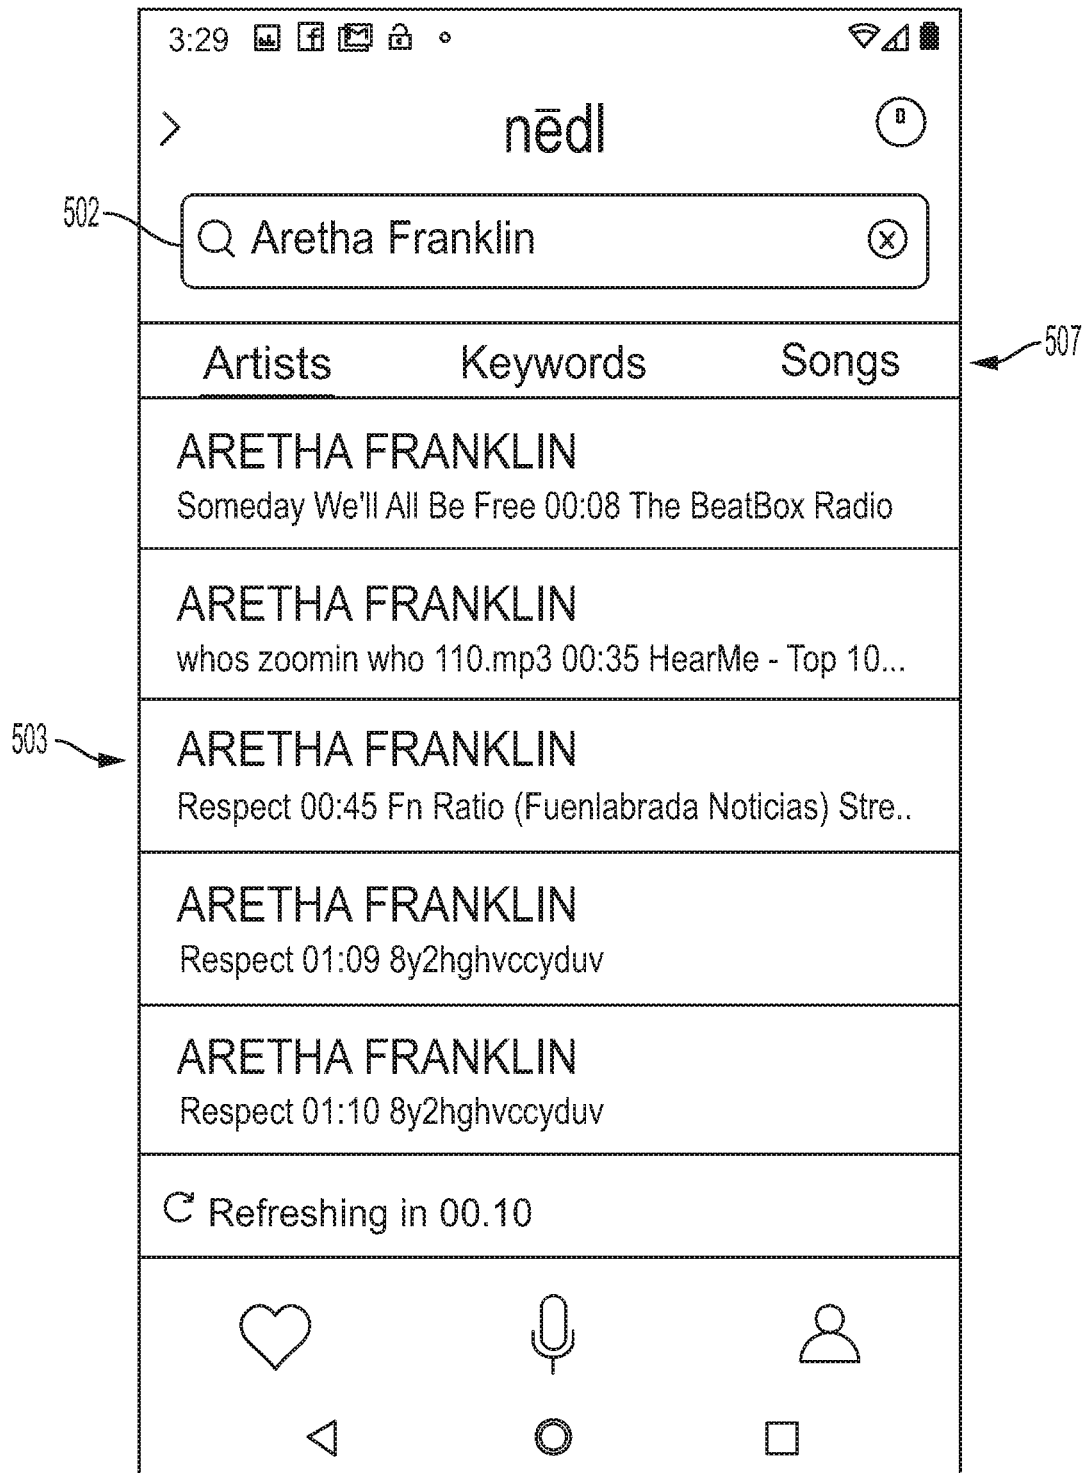 3:29
nēdl
502
Aretha Franklin
507
Artists Keywords Songs
ARETHA FRANKLIN
Someday We'll All Be Free 00:08 The BeatBox Radio
ARETHA FRANKLIN
whos zoomin who 110.mp3 00:35 HearMe - Top 10...
503
ARETHA FRANKLIN
Respect 00:45 Fn Ratio (Fuenlabrada Noticias) Stre..
ARETHA FRANKLIN
Respect 01:09 8y2hghvccyduv
ARETHA FRANKLIN
Respect 01:10 8y2hghvccyduv
Refreshing in 00.10